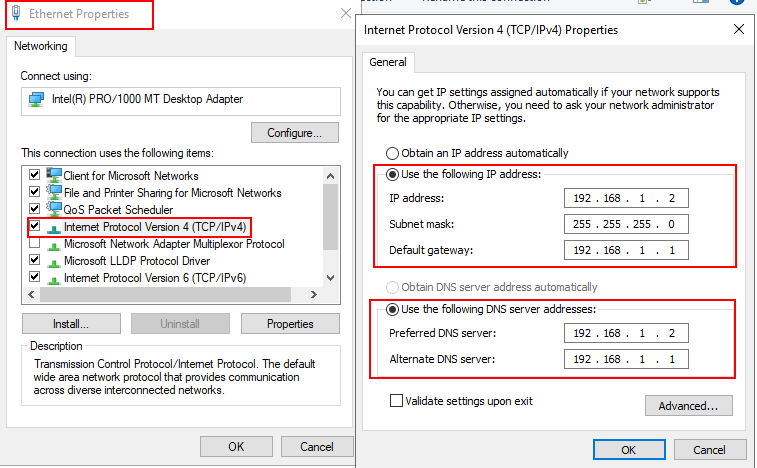 Ethernet Properties
Networking
Connect using:
Intel(R) PRO/1000 MT Desktop Adapter
Configure...
This connection uses the following items:
Client for Microsoft Networks
File and Printer Sharing for Microsoft Networks
QoS Packet Scheduler
Internet Protocol Version 4 (TCP/IPv4)
Microsoft Network Adapter Multiplexor Protocol
Microsoft LLDP Protocol Driver
Internet Protocol Version 6 (TCP/IPv6)
Install...
Uninstall
Properties
Description
Transmission Control Protocol/Internet Protocol. The default
wide area network protocol that provides communication
across diverse interconnected networks.
OK
Cancel
Internet Protocol Version 4 (TCP/IPv4) Properties
General
You can get IP settings assigned automatically if your network supports
this capability. Otherwise, you need to ask your network administrator
for the appropriate IP settings.
Obtain an IP address automatically
Use the following IP address:
IP address: 192 . 168 . 1 . 2
Subnet mask: 255 . 255 . 255 . 0
Default gateway: 192 . 168 . 1 . 1
Obtain DNS server address automatically
Use the following DNS server addresses:
Preferred DNS server: 192 . 168 . 1 . 2
Alternate DNS server: 192 . 168 . 1 . 1
Validate settings upon exit
Advanced...
OK
Cancel